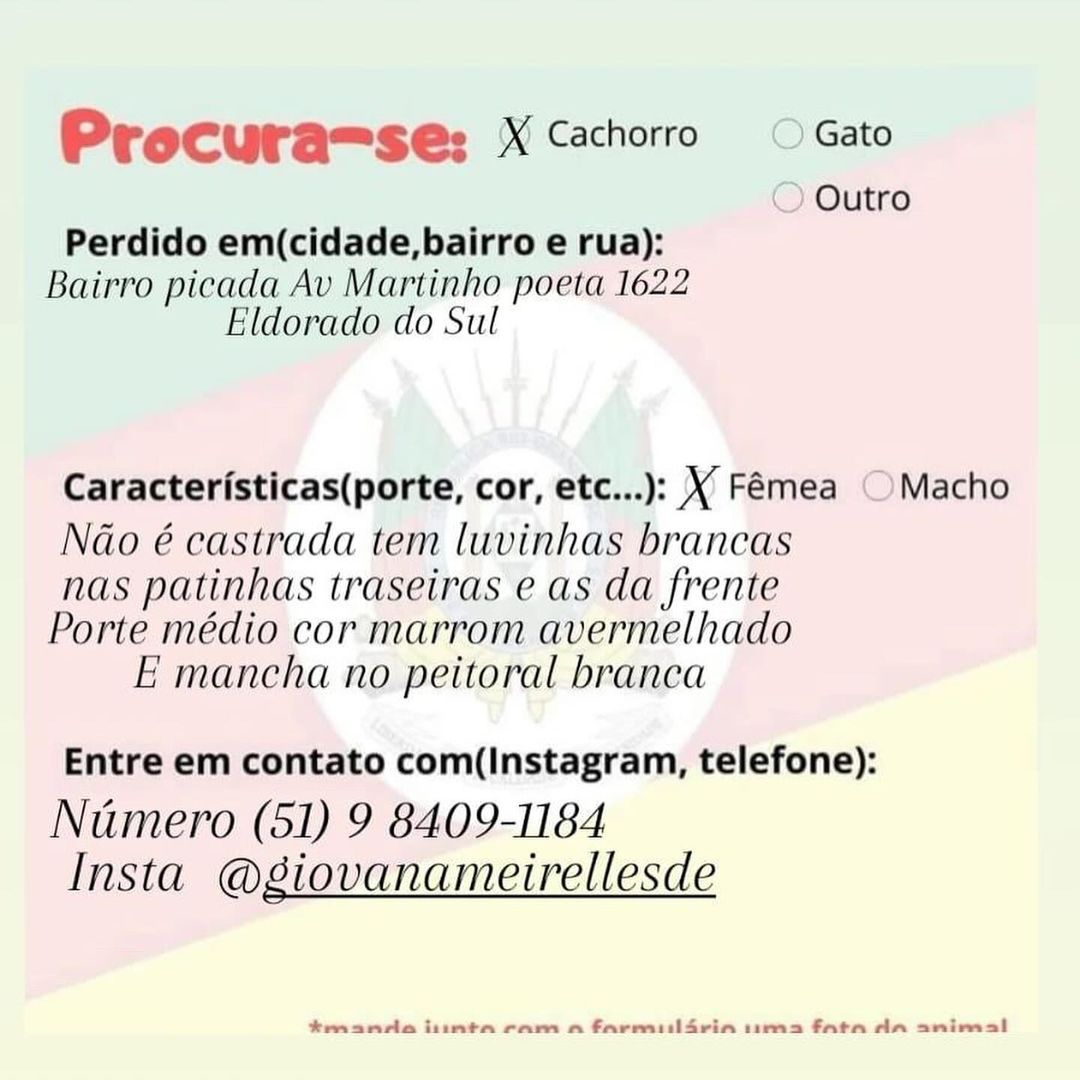 Procura-se: X Cachorro Gato
Outro
Perdido em(cidade,bairro e rua):
Bairro picada Av Martinho poeta 1622
Eldorado do Sul
Características(porte, cor, etc...): X Fêmea Macho
Não é castrada tem luvinhas brancas
nas patinhas traseiras e as da frente
Porte médio cor marrom avermelhado
E mancha no peitoral branca
Entre em contato com(Instagram, telefone):
Número (51) 9 8409-1184
Insta @giovanameirellesde
*mande junto com o formulário uma foto do animal